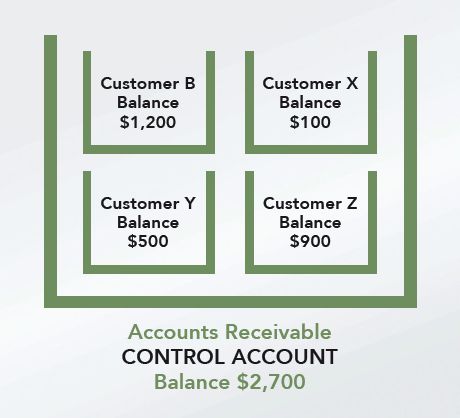 Customer B
Balance
$1,200
Customer X
Balance
$100
Customer Y
Balance
$500
Customer Z
Balance
$900
Accounts Receivable
CONTROL ACCOUNT
Balance $2,700